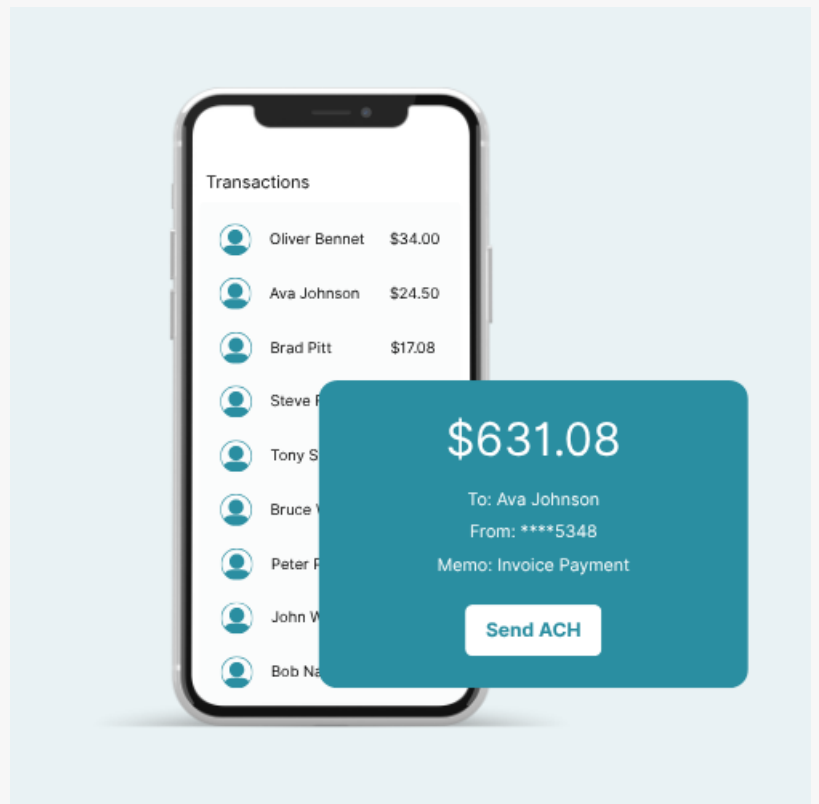 Transactions
Oliver Bennet $34.00
Ava Johnson $24.50
Brad Pitt $17.08
Steve
Tony S
Bruce
Peter
John W
Bob Na
$631.08
To: Ava Johnson
From: ****5348
Memo: Invoice Payment
Send ACH